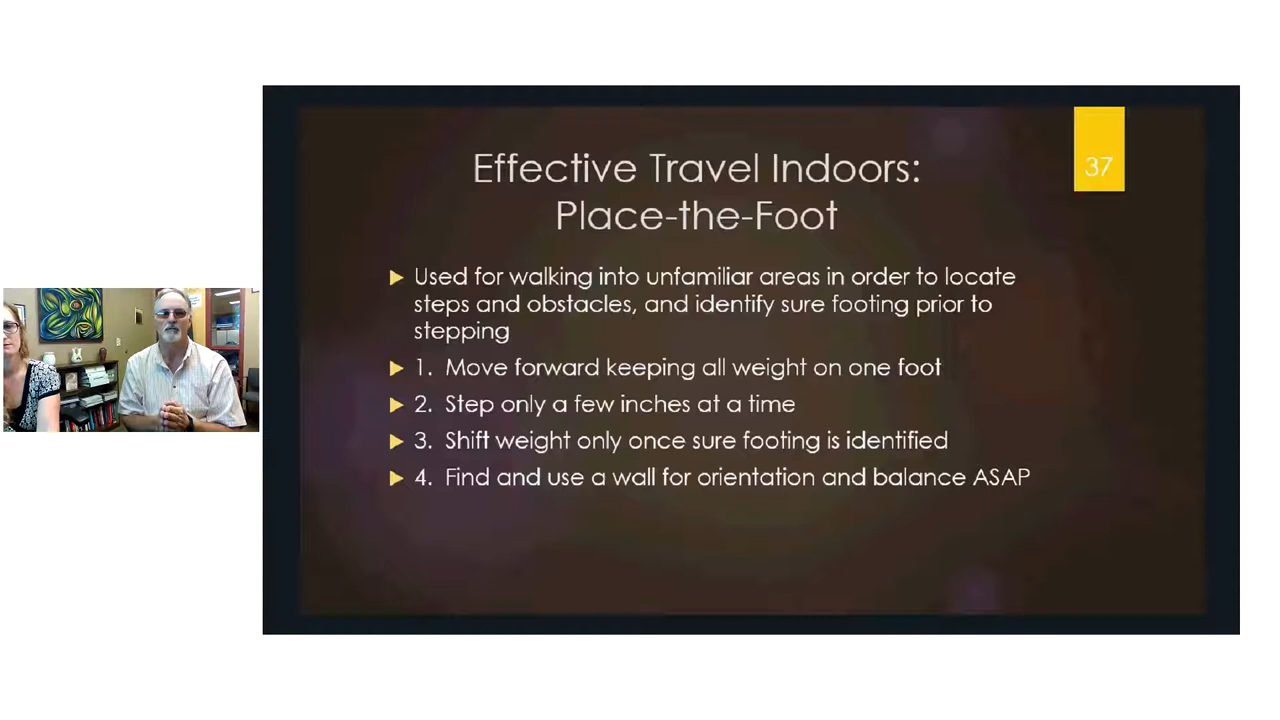 37
Effective Travel Indoors:
Place-the-Foot
Used for walking into unfamiliar areas in order to locate
steps and obstacles, and identify sure footing prior to
stepping
1. Move forward keeping all weight on one foot
2. Step only a few inches at a time
3. Shift weight only once sure footing is identified
4. Find and use a wall for orientation and balance ASAP